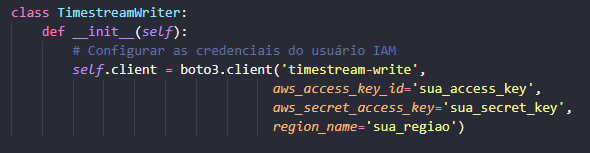 class TimestreamWriter:
    def __init__(self):
        # Configurar as credenciais do usuário IAM
        self.client = boto3.client('timestream-write',
                                   aws_access_key_id='sua_access_key',
                                   aws_secret_access_key='sua_secret_key',
                                   region_name='sua_regiao')